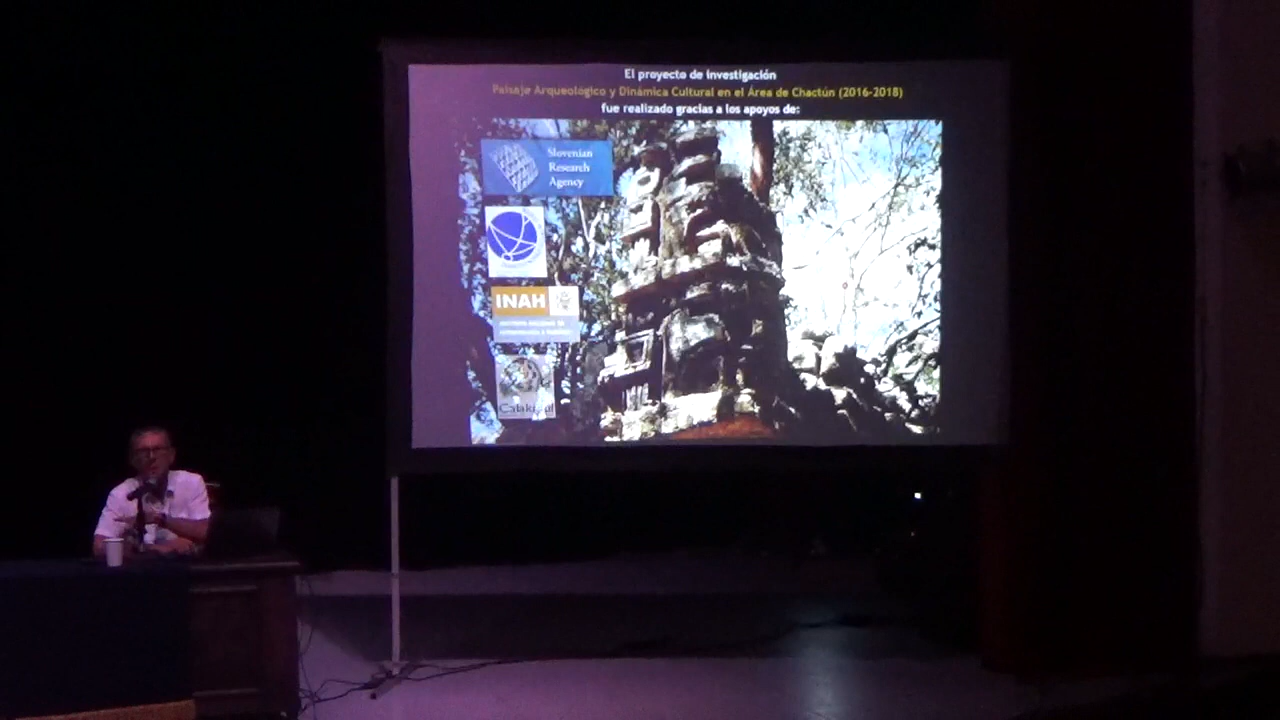 El proyecto de investigación
Paisaje Arqueológico y Dinámica Cultural en el Área de Chactún (2016-2018)
fue realizado gracias a los apoyos de:
Slovenian
Research
Agency
INAH